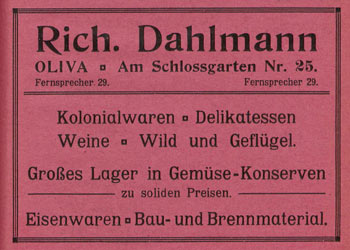 Rich. Dahlmann
OLIVA ▫ Am Schlossgarten Nr. 25.
Fernsprecher 29. Fernsprecher 29.
Kolonialwaren ▫ Delikatessen
Weine ▫ Wild und Geflügel.
Großes Lager in Gemüse-Konserven
zu soliden Preisen.
Eisenwaren ▫ Bau- und Brennmaterial.